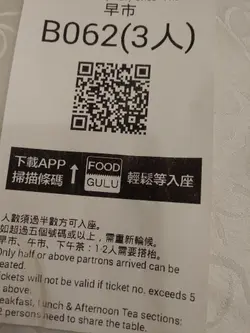 早市
B062(3人)
下載APP
掃描條碼
FOOD
GULU
輕鬆等入座
人數須過半數方可入座。
如超過五個號碼或以上，需重新輪候。
早市、午市、下午茶：1-2人需要搭枱。
Only half or above partrons arrived can be
eated.
ickets will not be valid if ticket no. exceeds 5
above.
eakfast, Lunch & Afternoon Tea sections:
2 persons need to share the table.